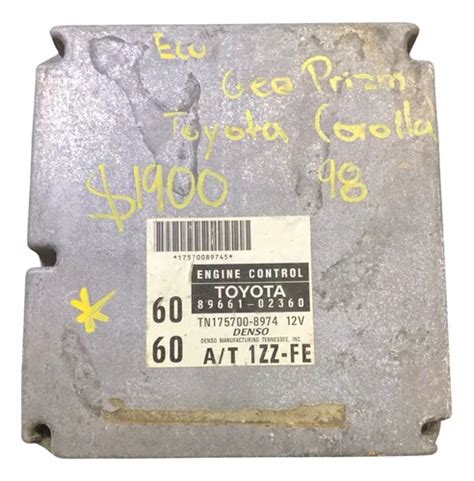 Ecu
Geo Prizm
Toyota Corolla
$1900 98
*17570089745*
ENGINE CONTROL
TOYOTA
60 89661-02360
TN175700-8974 12V
DENSO
DENSO MANUFACTURING TENNESSEE, INC
60 A/T 1ZZ-FE